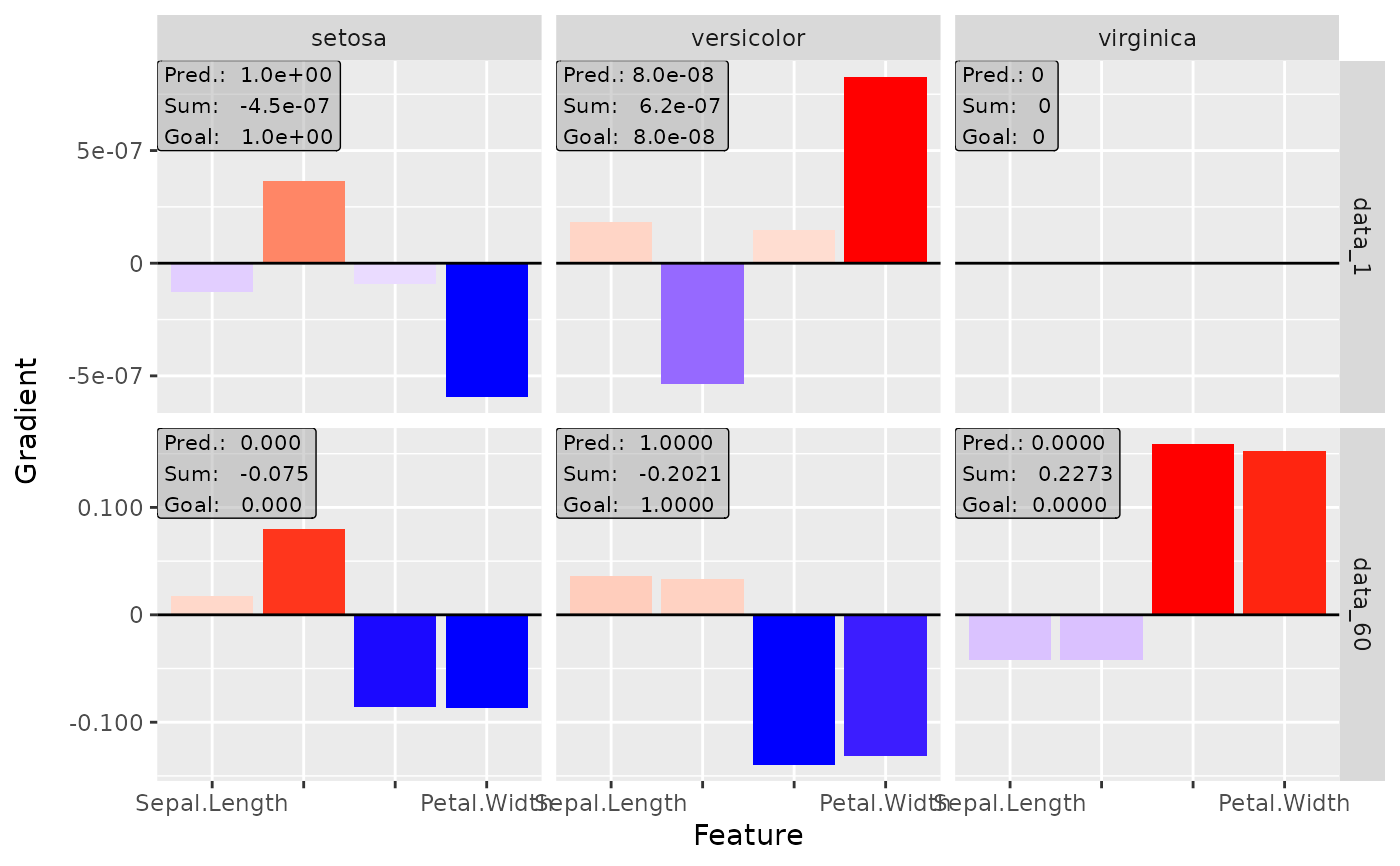 setosa
versicolor
virginica
Pred.: 1.0e+00
Sum: -4.5e-07
Goal: 1.0e+00
Pred.: 8.0e-08
Sum: 6.2e-07
Goal: 8.0e-08
Pred.: 0
Sum: 0
Goal: 0
5e-07
0
-5e-07
data_1
Gradient
Pred.: 0.000
Sum: -0.075
Goal: 0.000
Pred.: 1.0000
Sum: -0.2021
Goal: 1.0000
Pred.: 0.0000
Sum: 0.2273
Goal: 0.0000
0.100
0
-0.100
data_60
Sepal.Length
Petal.Width
Sepal.Length
Petal.Width
Sepal.Length
Petal.Width
Feature